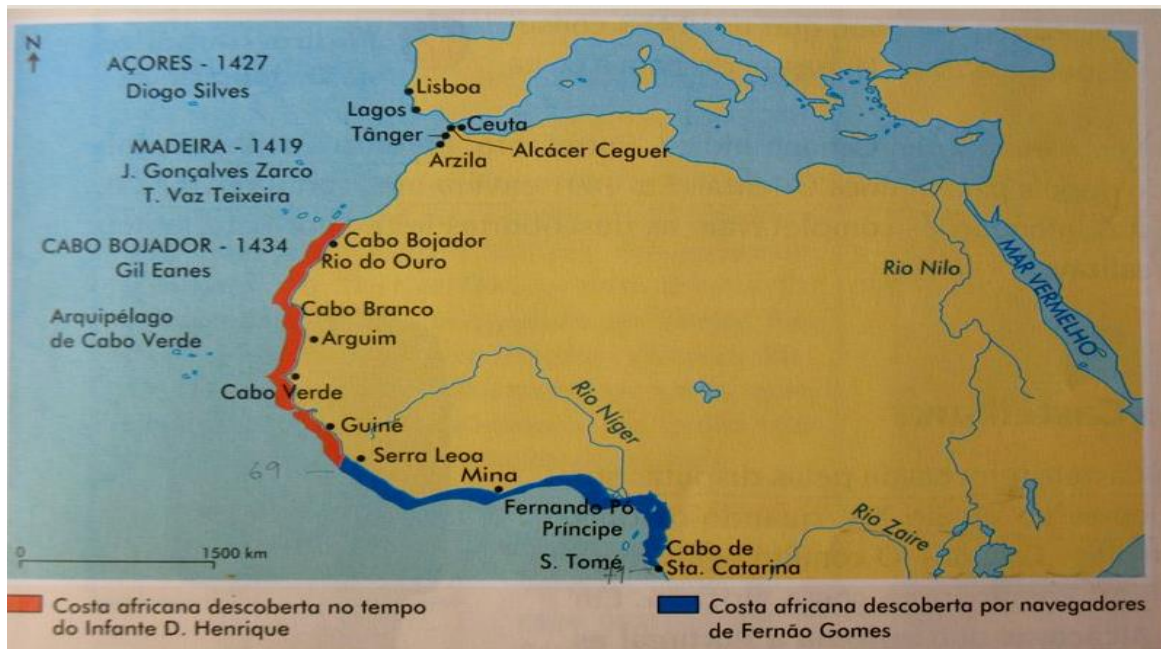 N
AÇORES - 1427
Diogo Silves
Lisboa
Lagos
Ceuta
Tânger
Alcácer Ceguer
Arzila
MADEIRA - 1419
J. Gonçalves Zarco
T. Vaz Teixeira
CABO BOJADOR - 1434
Gil Eanes
Cabo Bojador
Rio do Ouro
Rio Nilo
MAR VERMELHO
Cabo Branco
Arquipélago
de Cabo Verde
Arguim
Cabo Verde
Rio Níger
Guiné
Serra Leoa
69
Mina
Fernando Pó
Príncipe
Rio Zaire
S. Tomé
Cabo de
Sta. Catarina
0 1500 km
Costa africana descoberta no tempo
do Infante D. Henrique
Costa africana descoberta por navegadores
de Fernão Gomes